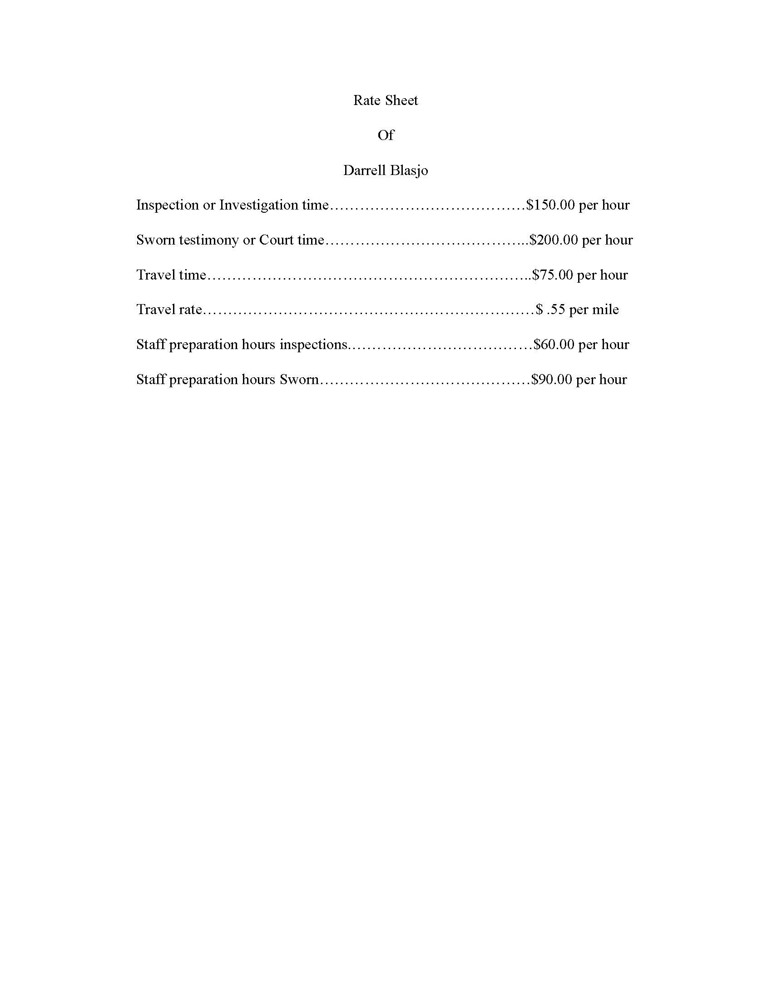 Rate Sheet
Of
Darrell Blasjo
Inspection or Investigation time…………………………………$150.00 per hour
Sworn testimony or Court time…………………………………..$200.00 per hour
Travel time………………………………………………………..$75.00 per hour
Travel rate…………………………………………………………$ .55 per mile
Staff preparation hours inspections.………………………………$60.00 per hour
Staff preparation hours Sworn……………………………………$90.00 per hour